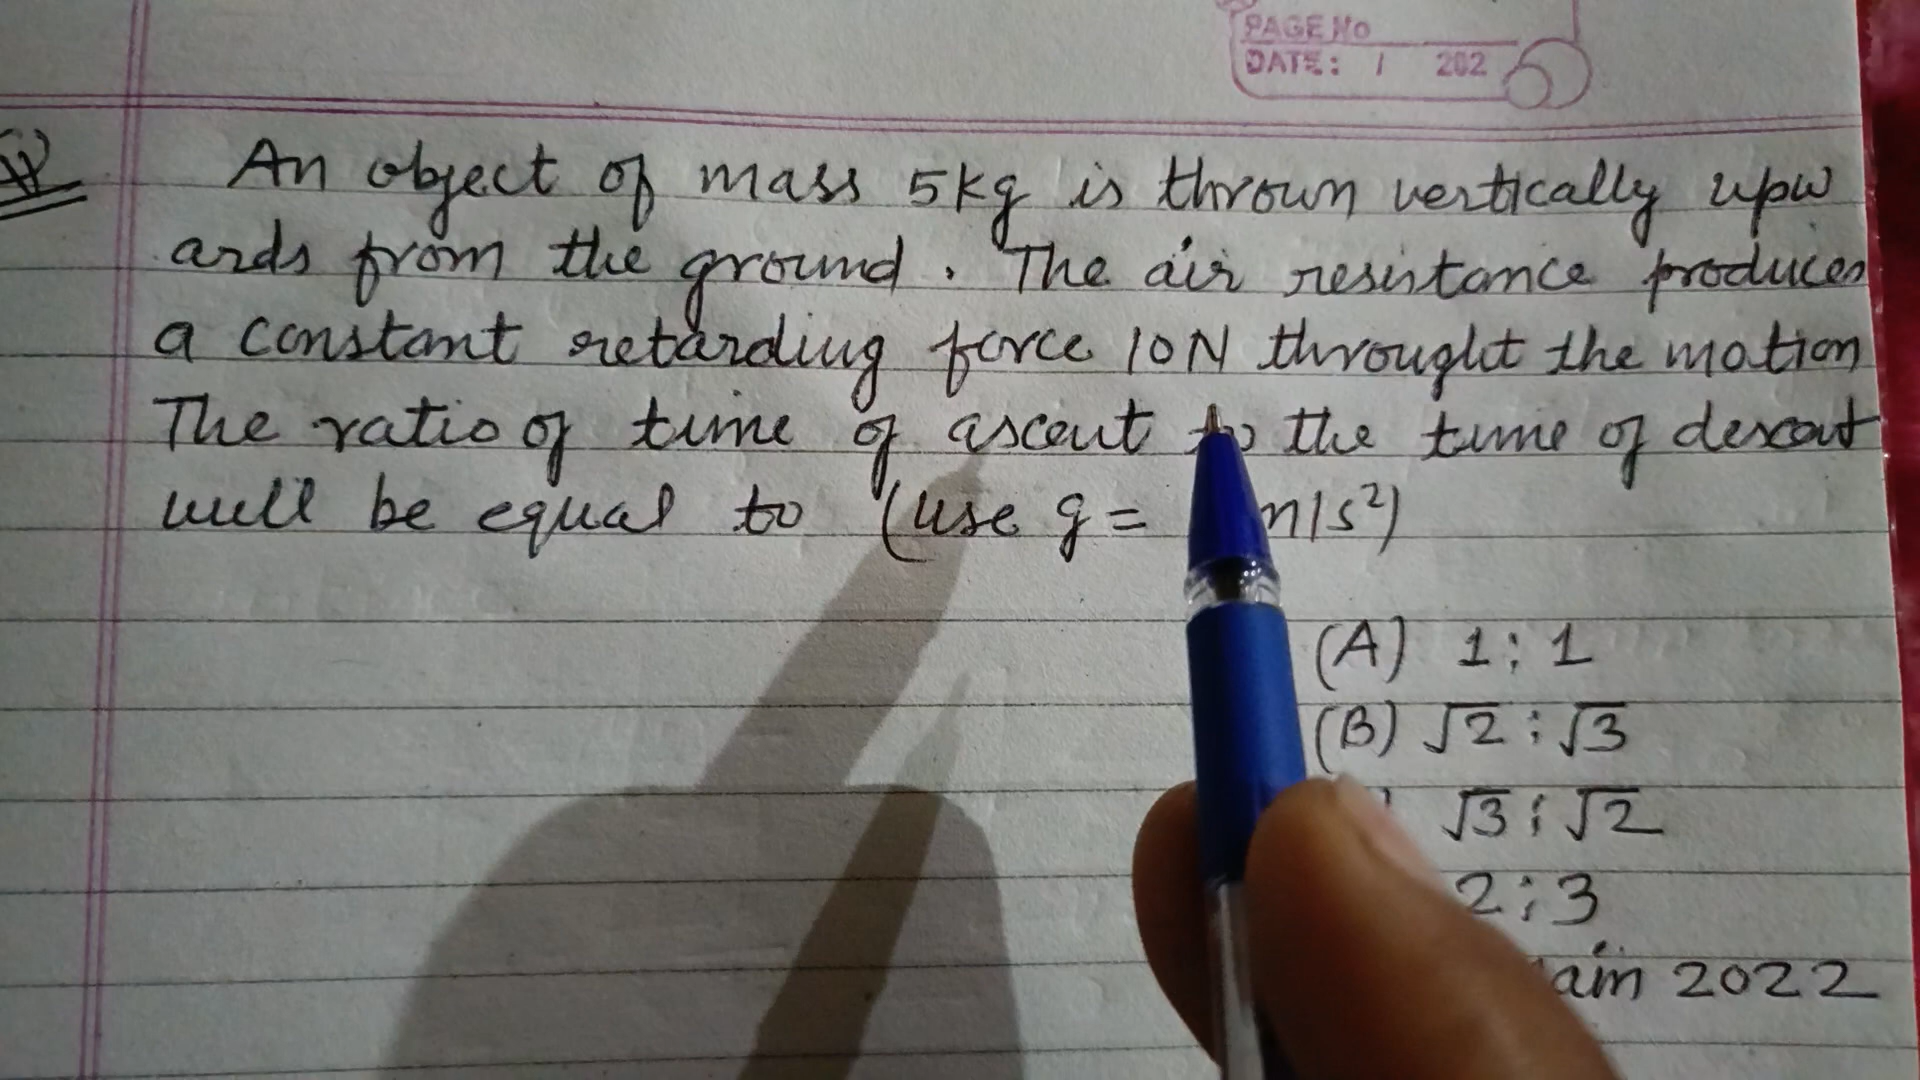 PAGE No
DATE: / 202
An object of mass 5kg is thrown vertically upw
ards from the ground. The air resistance produces
a constant retarding force 10N throught the motion
The ratio of time of ascent to the time of descent
will be equal to (use g = m/s²)
(A) 1:1
(B) √2:√3
√3:√2
2:3
ain 2022